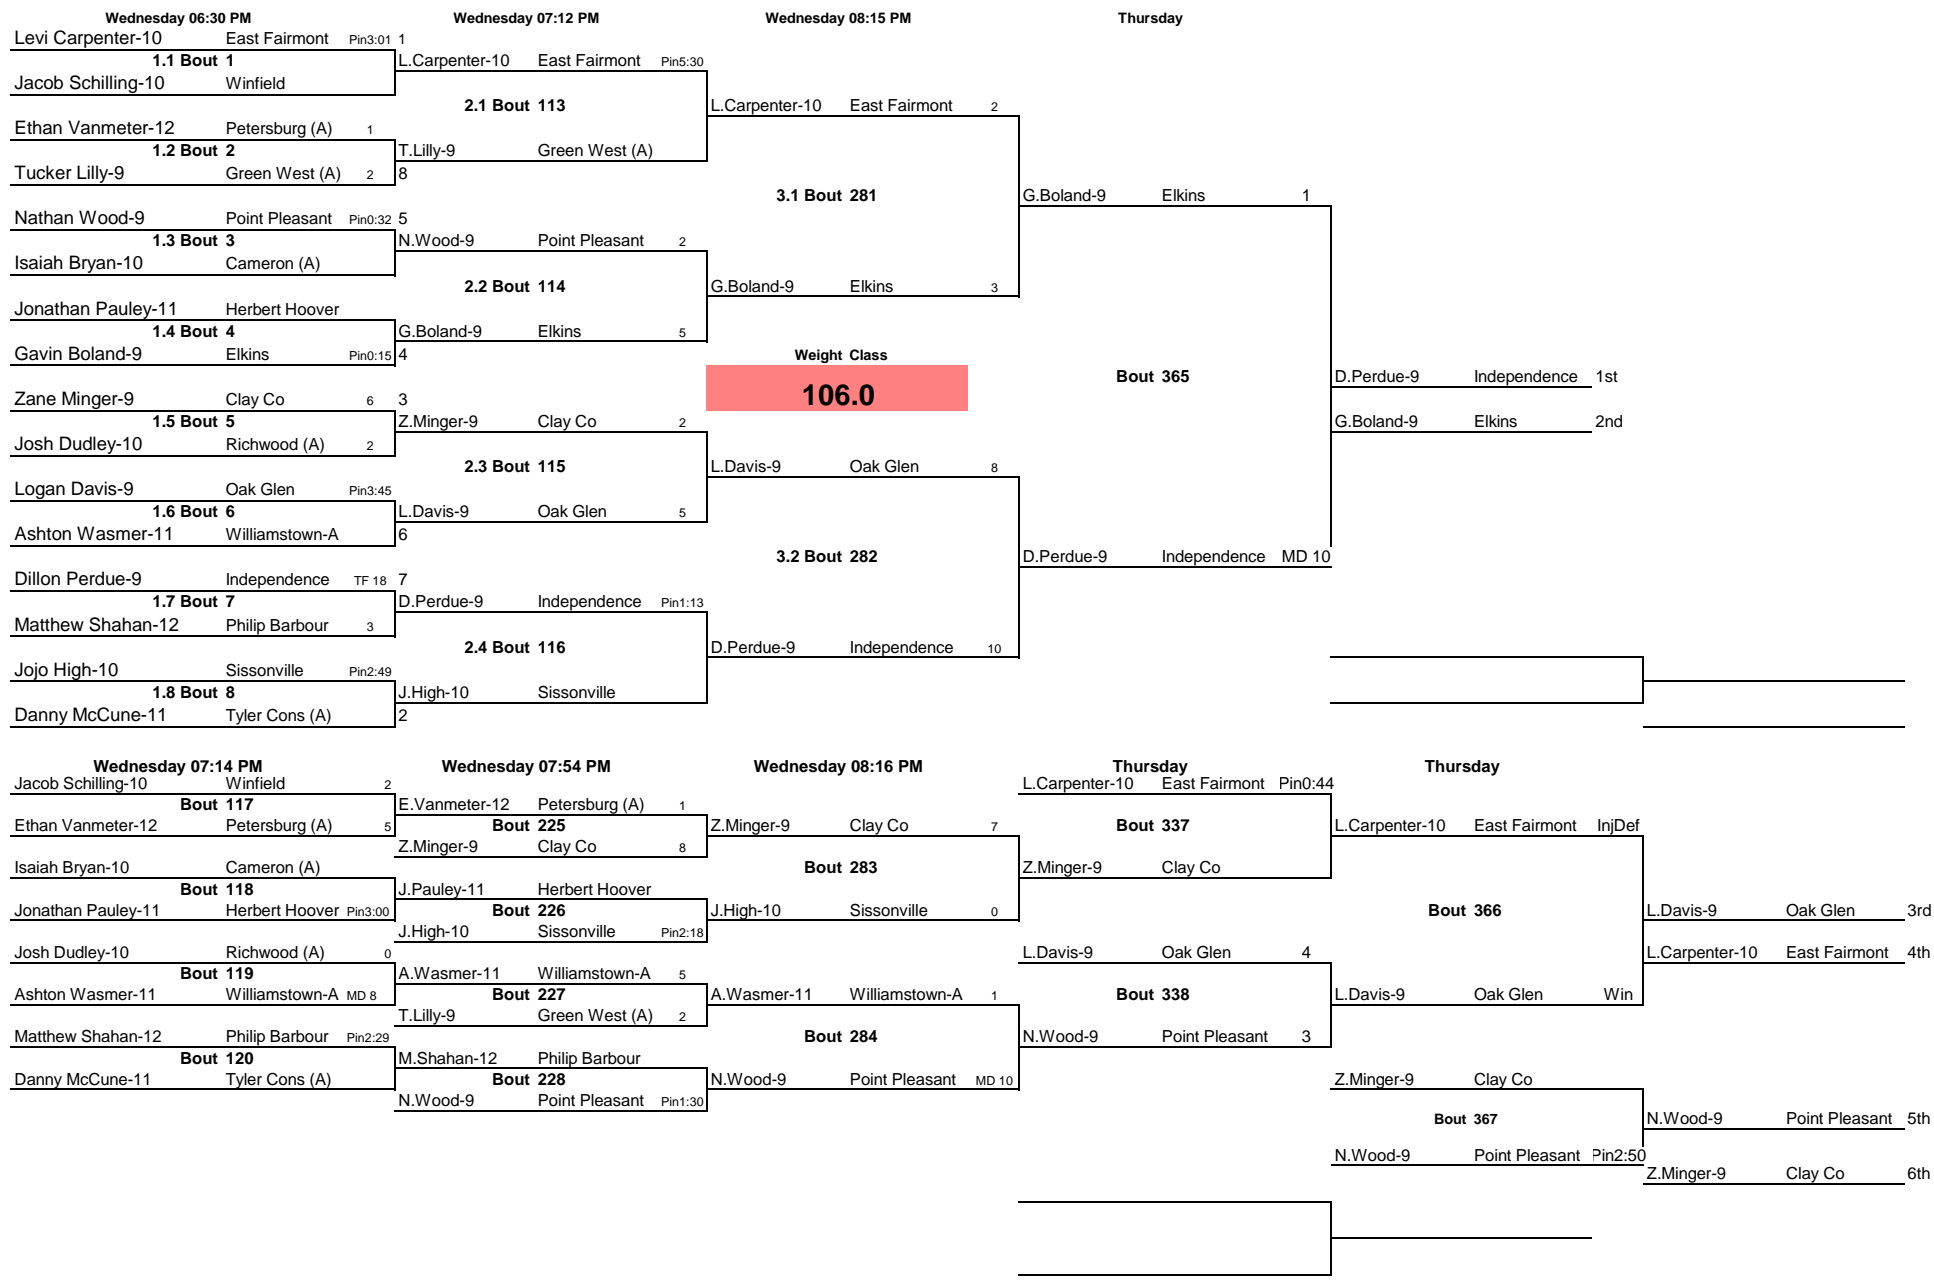 Wednesday 06:30 PM Wednesday 07:12 PM Wednesday 08:15 PM Thursday
Levi Carpenter-10 East Fairmont Pin3:01 1
1.1 Bout 1 L.Carpenter-10 East Fairmont Pin5:30
Jacob Schilling-10 Winfield
2.1 Bout 113 L.Carpenter-10 East Fairmont 2
Ethan Vanmeter-12 Petersburg (A) 1
1.2 Bout 2 T.Lilly-9 Green West (A)
Tucker Lilly-9 Green West (A) 2 8
3.1 Bout 281 G.Boland-9 Elkins 1
Nathan Wood-9 Point Pleasant Pin0:32 5
1.3 Bout 3 N.Wood-9 Point Pleasant 2
Isaiah Bryan-10 Cameron (A)
2.2 Bout 114 G.Boland-9 Elkins 3
Jonathan Pauley-11 Herbert Hoover
1.4 Bout 4 G.Boland-9 Elkins 5
Gavin Boland-9 Elkins Pin0:15 4 Weight Class
Bout 365 D.Perdue-9 Independence 1st
Zane Minger-9 Clay Co 6 3 106.0
1.5 Bout 5 Z.Minger-9 Clay Co 2 G.Boland-9 Elkins 2nd
Josh Dudley-10 Richwood (A) 2
2.3 Bout 115 L.Davis-9 Oak Glen 8
Logan Davis-9 Oak Glen Pin3:45
1.6 Bout 6 L.Davis-9 Oak Glen 5
Ashton Wasmer-11 Williamstown-A 6
3.2 Bout 282 D.Perdue-9 Independence MD 10
Dillon Perdue-9 Independence TF 18 7
1.7 Bout 7 D.Perdue-9 Independence Pin1:13
Matthew Shahan-12 Philip Barbour 3
2.4 Bout 116 D.Perdue-9 Independence 10
Jojo High-10 Sissonville Pin2:49
1.8 Bout 8 J.High-10 Sissonville
Danny McCune-11 Tyler Cons (A) 2
Wednesday 07:14 PM Wednesday 07:54 PM Wednesday 08:16 PM Thursday Thursday
Jacob Schilling-10 Winfield 2 L.Carpenter-10 East Fairmont Pin0:44
Bout 117 E.Vanmeter-12 Petersburg (A) 1
Ethan Vanmeter-12 Petersburg (A) 5 Bout 225 Z.Minger-9 Clay Co 7 Bout 337 L.Carpenter-10 East Fairmont InjDef
Z.Minger-9 Clay Co 8
Isaiah Bryan-10 Cameron (A) Bout 283 Z.Minger-9 Clay Co
Bout 118 J.Pauley-11 Herbert Hoover
Jonathan Pauley-11 Herbert Hoover Pin3:00 Bout 226 J.High-10 Sissonville 0 Bout 366 L.Davis-9 Oak Glen 3rd
J.High-10 Sissonville Pin2:18
Josh Dudley-10 Richwood (A) 0 L.Davis-9 Oak Glen 4 L.Carpenter-10 East Fairmont 4th
Bout 119 A.Wasmer-11 Williamstown-A 5
Ashton Wasmer-11 Williamstown-A MD 8 Bout 227 A.Wasmer-11 Williamstown-A 1 Bout 338 L.Davis-9 Oak Glen Win
T.Lilly-9 Green West (A) 2
Matthew Shahan-12 Philip Barbour Pin2:29 Bout 284 N.Wood-9 Point Pleasant 3
Bout 120 M.Shahan-12 Philip Barbour
Danny McCune-11 Tyler Cons (A) Bout 228 N.Wood-9 Point Pleasant MD 10 Z.Minger-9 Clay Co
N.Wood-9 Point Pleasant Pin1:30
Bout 367 N.Wood-9 Point Pleasant 5th
N.Wood-9 Point Pleasant Pin2:50
Z.Minger-9 Clay Co 6th